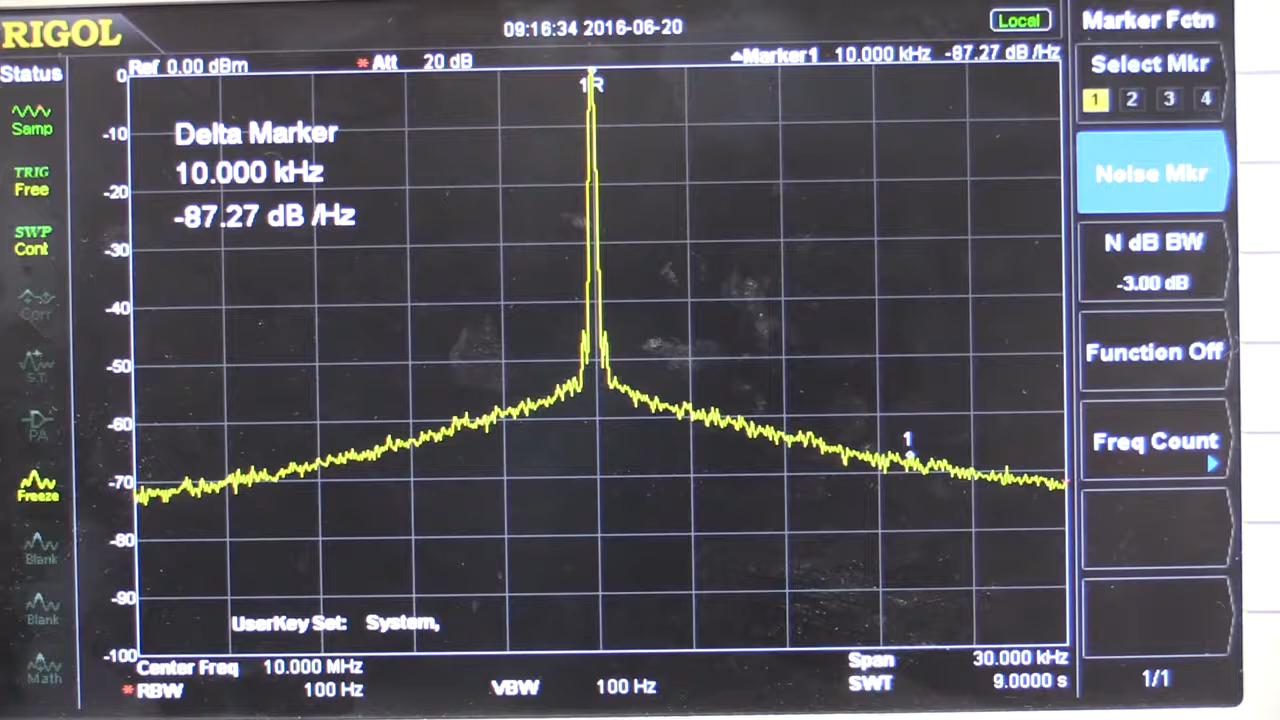 RIGOL
09:16:34 2016-06-20
Local
Status
Ref 0.00 dBm
* Att 20 dB
Marker1 10.000 kHz -87.27 dB /Hz
Samp
TRIG
Free
SWP
Cont
Corr
S.T.
PA
Freeze
Blank
Blank
Math
0
-10
-20
-30
-40
-50
-60
-70
-80
-90
-100
1R
Delta Marker
10.000 kHz
-87.27 dB /Hz
1
UserKey Set: System,
Center Freq 10.000 MHz
Span 30.000 kHz
*RBW 100 Hz
VBW 100 Hz
SWT 9.0000 s
Marker Fctn
Select Mkr
1 2 3 4
Noise Mkr
N dB BW
-3.00 dB
Function Off
Freq Count
1/1